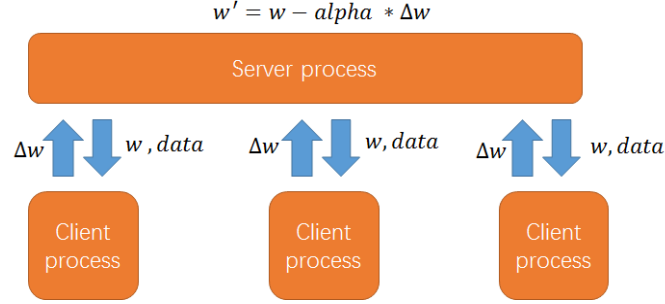 w′ = w − alpha ∗ Δw
Server process
Δw
w , data
Δw
w, data
Δw
w, data
Client
process
Client
process
Client
process